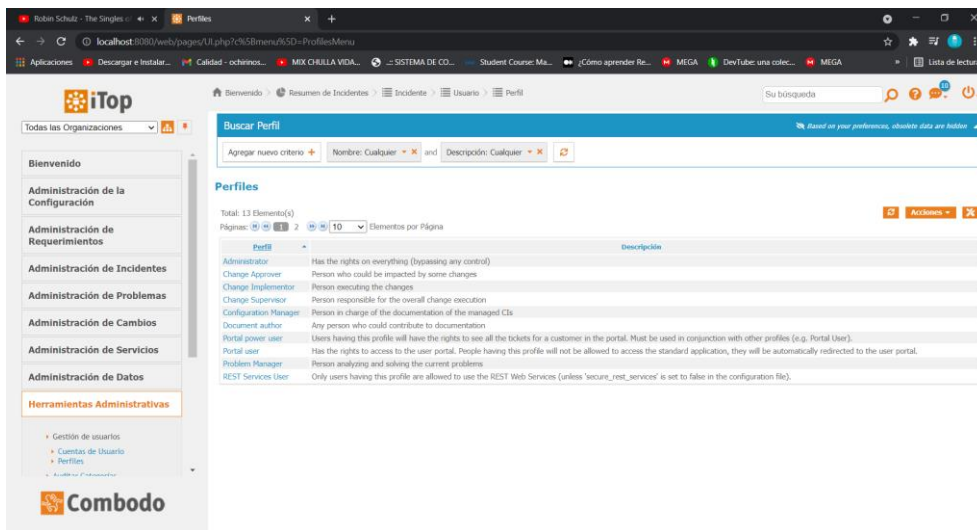 Robin Schulz - The Singles of
Perfiles
localhost:8080/web/pages/UI.php?c%5Bmenu%5D=ProfilesMenu
Aplicaciones Descargar e Instalar... Calidad - ochirinos... MIX CHULLA VIDA... .:: SISTEMA DE CO... Student Course: Ma... ¿Cómo aprender Re... MEGA DevTube: una colec... MEGA » Lista de lectura
iTop
Bienvenido Resumen de Incidentes Incidente Usuario Perfil
Su búsqueda
10
Todas las Organizaciones
Buscar Perfil
Based on your preferences, obsolete data are hidden
Agregar nuevo criterio + Nombre: Cualquier and Descripción: Cualquier
Bienvenido
Administración de la
Configuración
Administración de
Requerimientos
Administración de Incidentes
Administración de Problemas
Administración de Cambios
Administración de Servicios
Administración de Datos
Herramientas Administrativas
Gestión de usuarios
Cuentas de Usuario
Perfiles
Auditar Categorías
Combodo
Perfiles
Total: 13 Elemento(s)
Acciones
Páginas: 1 2 10 Elementos por Página
Perfil Descripción
Administrator Has the rights on everything (bypassing any control)
Change Approver Person who could be impacted by some changes
Change Implementor Person executing the changes
Change Supervisor Person responsible for the overall change execution
Configuration Manager Person in charge of the documentation of the managed CIs
Document author Any person who could contribute to documentation
Portal power user Users having this profile will have the rights to see all the tickets for a customer in the portal. Must be used in conjunction with other profiles (e.g. Portal User).
Portal user Has the rights to access to the user portal. People having this profile will not be allowed to access the standard application, they will be automatically redirected to the user portal.
Problem Manager Person analyzing and solving the current problems
REST Services User Only users having this profile are allowed to use the REST Web Services (unless 'secure_rest_services' is set to false in the configuration file).